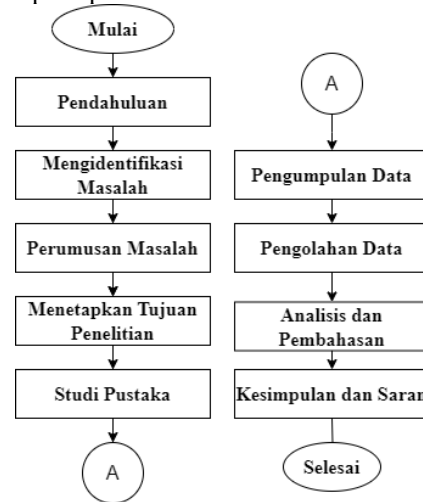 Mulai
Pendahuluan
Mengidentifikasi
Masalah
Perumusan Masalah
Menetapkan Tujuan
Penelitian
Studi Pustaka
A
A
Pengumpulan Data
Pengolahan Data
Analisis dan
Pembahasan
Kesimpulan dan Saran
Selesai